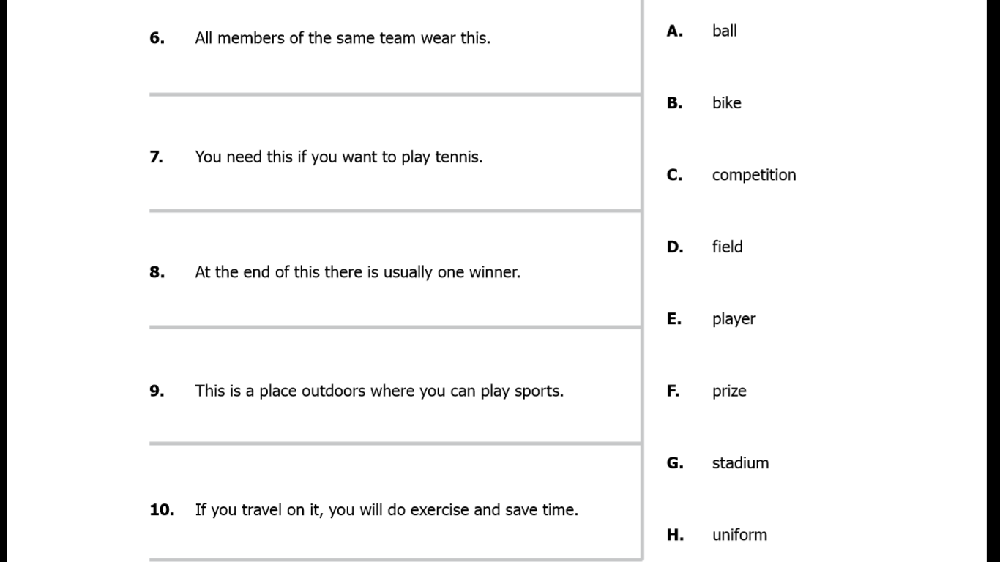 6. All members of the same team wear this.
7. You need this if you want to play tennis.
8. At the end of this there is usually one winner.
9. This is a place outdoors where you can play sports.
10. If you travel on it, you will do exercise and save time.
A. ball
B. bike
C. competition
D. field
E. player
F. prize
G. stadium
H. uniform